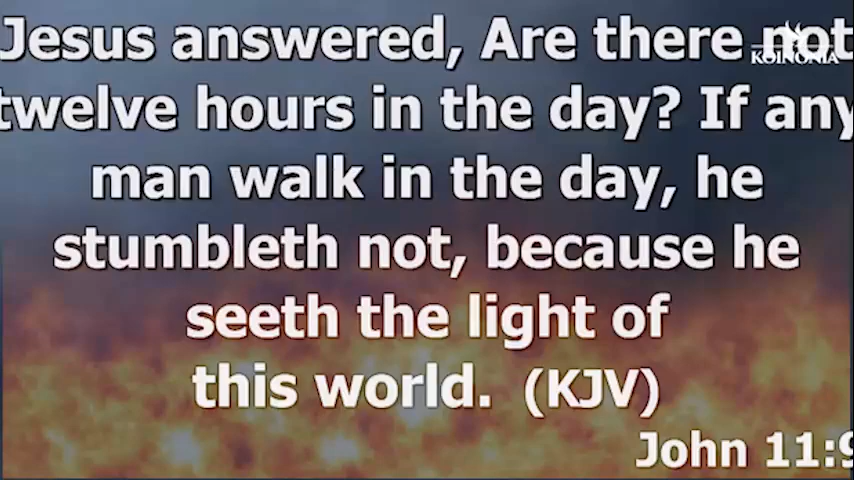 Jesus answered, Are there not
KOINONIA
twelve hours in the day? If any
man walk in the day, he
stumbleth not, because he
seeth the light of
this world. (KJV)
John 11:9